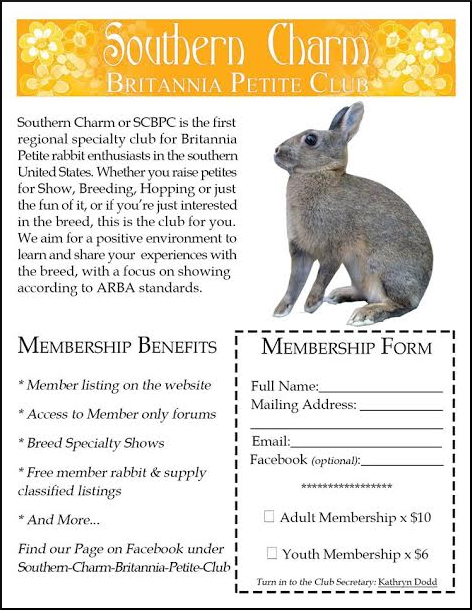 Southern Charm
Britannia Petite Club
Southern Charm or SCBPC is the first
regional specialty club for Britannia
Petite rabbit enthusiasts in the southern
United States. Whether you raise petites
for Show, Breeding, Hopping or just
the fun of it, or if you're just interested
in the breed, this is the club for you.
We aim for a positive environment to
learn and share your experiences with
the breed, with a focus on showing
according to ARBA standards.
Membership Benefits
* Member listing on the website
* Access to Member only forums
* Breed Specialty Shows
* Free member rabbit & supply
classified listings
* And More...
Find our Page on Facebook under
Southern-Charm-Britannia-Petite-Club
Membership Form
Full Name:____________________
Mailing Address: ______________
________________________________
Email:_________________________
Facebook (optional):______________
*****************
☐ Adult Membership x $10
☐ Youth Membership x $6
Turn in to the Club Secretary: Kathryn Dodd